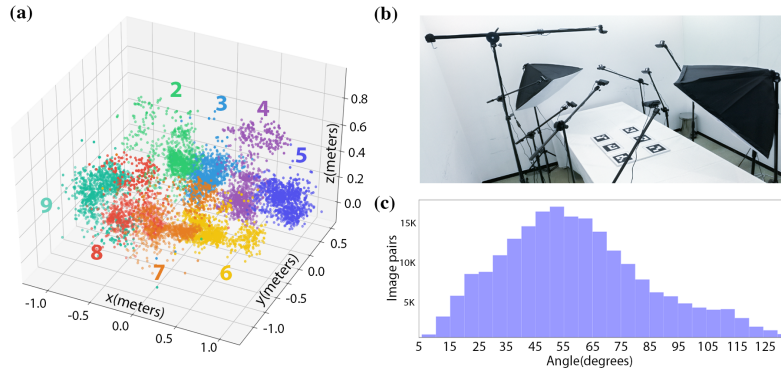 (a)
2
3
4
5
9
8
7
6
0.8
0.6
0.4
0.2
0.0
z(meters)
0.5
0.0
-0.5
-1.0
y(meters)
-1.0
-0.5
0.0
0.5
1.0
x(meters)
(b)
(c)
15K
10K
5K
Image pairs
5 15 25 35 45 55 65 75 85 95 105 115 125
Angle(degrees)